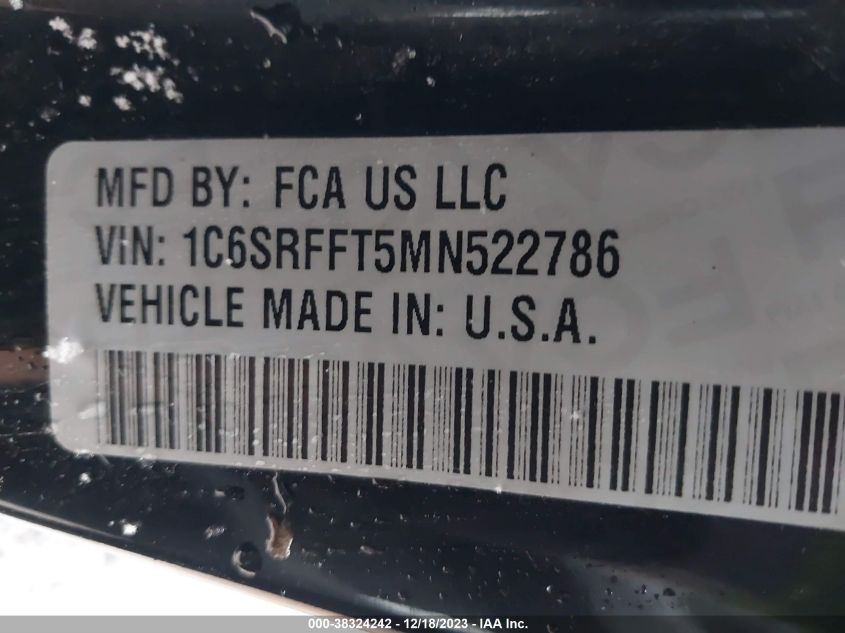 MFD BY: FCA US LLC
VIN: 1C6SRFFT5MN522786
VEHICLE MADE IN: U.S.A.
000-38324242 - 12/18/2023 - IAA Inc.